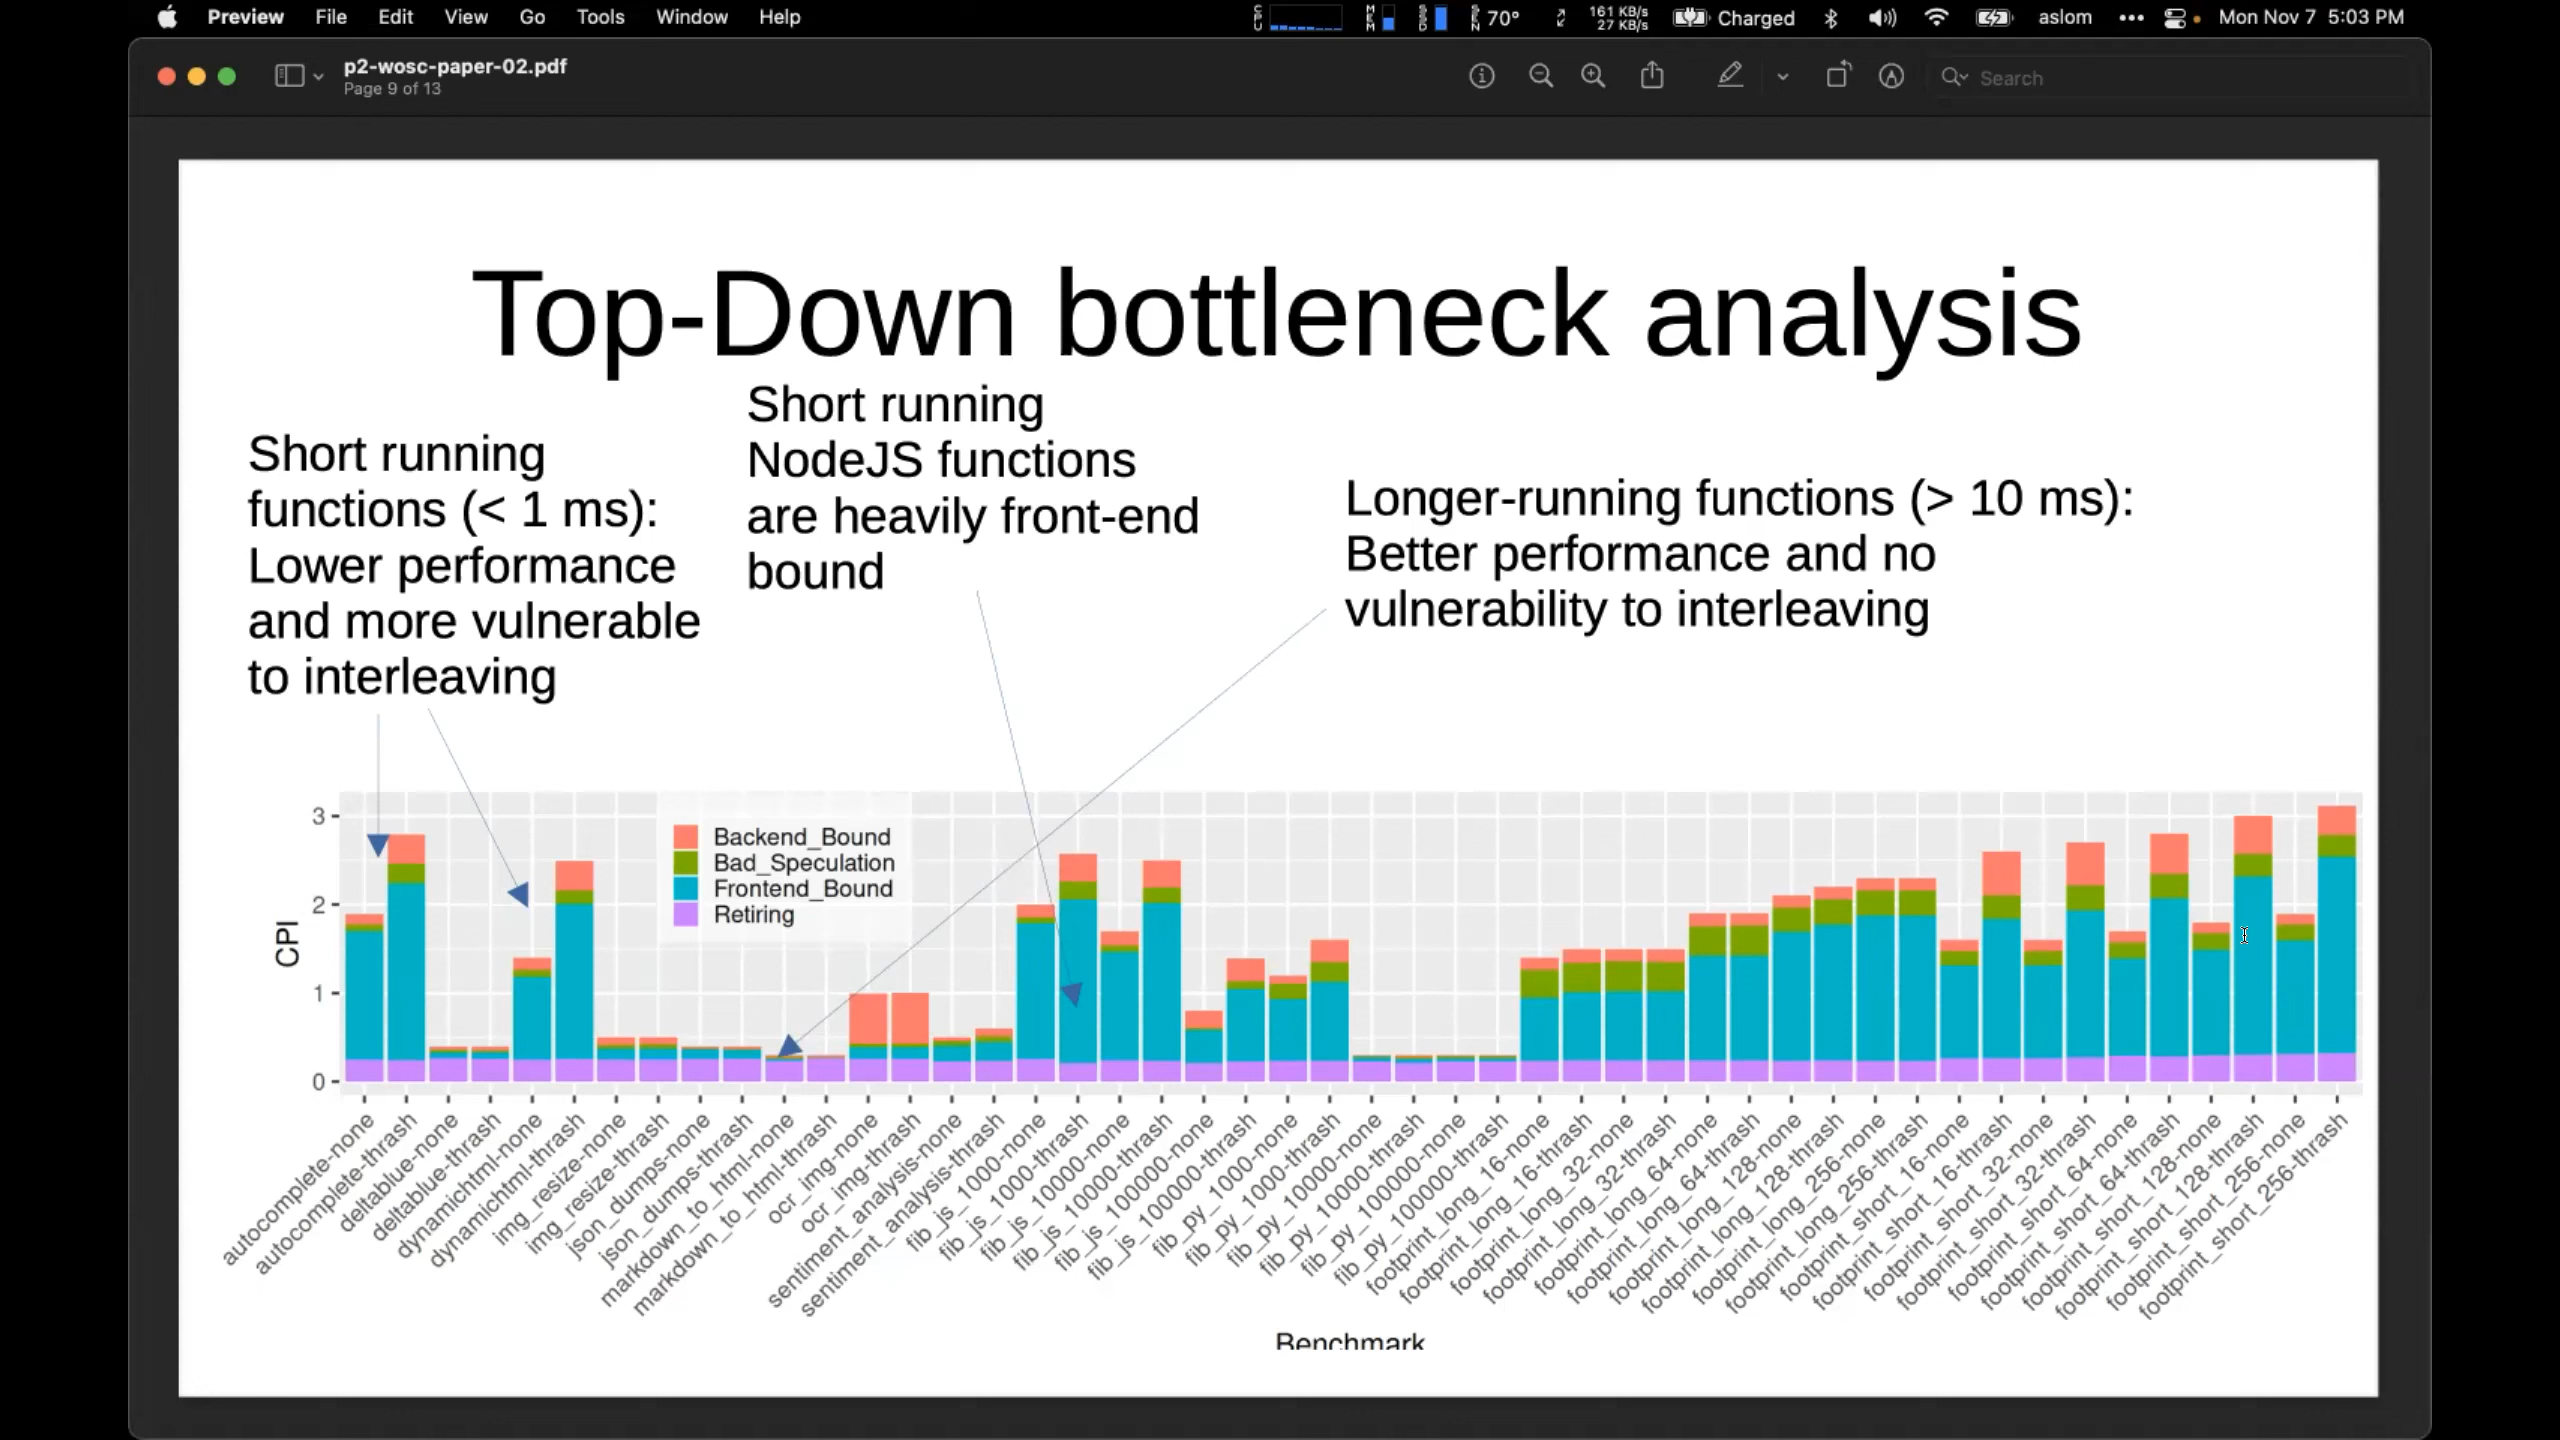 Preview File Edit View Go Tools Window Help
CPU MEM SSD SEN 70° 161 KB/s 27 KB/s Charged aslom Mon Nov 7 5:03 PM
p2-wosc-paper-02.pdf
Page 9 of 13
Search
Top-Down bottleneck analysis
Short running
functions (< 1 ms):
Lower performance
and more vulnerable
to interleaving
Short running
NodeJS functions
are heavily front-end
bound
Longer-running functions (> 10 ms):
Better performance and no
vulnerability to interleaving
CPI
3
2
1
0
Backend_Bound
Bad_Speculation
Frontend_Bound
Retiring
autocomplete-none
autocomplete-thrash
deltablue-none
deltablue-thrash
dynamichtml-none
dynamichtml-thrash
img_resize-none
img_resize-thrash
json_dumps-none
json_dumps-thrash
markdown_to_html-none
markdown_to_html-thrash
ocr_img-none
ocr_img-thrash
sentiment_analysis-none
sentiment_analysis-thrash
fib_js_1000-none
fib_js_1000-thrash
fib_js_10000-none
fib_js_10000-thrash
fib_js_100000-none
fib_js_100000-thrash
fib_py_1000-none
fib_py_1000-thrash
fib_py_10000-none
fib_py_10000-thrash
fib_py_100000-none
fib_py_100000-thrash
footprint_long_16-none
footprint_long_16-thrash
footprint_long_32-none
footprint_long_32-thrash
footprint_long_64-none
footprint_long_64-thrash
footprint_long_128-none
footprint_long_128-thrash
footprint_long_256-none
footprint_long_256-thrash
footprint_short_16-none
footprint_short_16-thrash
footprint_short_32-none
footprint_short_32-thrash
footprint_short_64-none
footprint_short_64-thrash
footprint_short_128-none
footprint_short_128-thrash
footprint_short_256-none
footprint_short_256-thrash
Benchmark